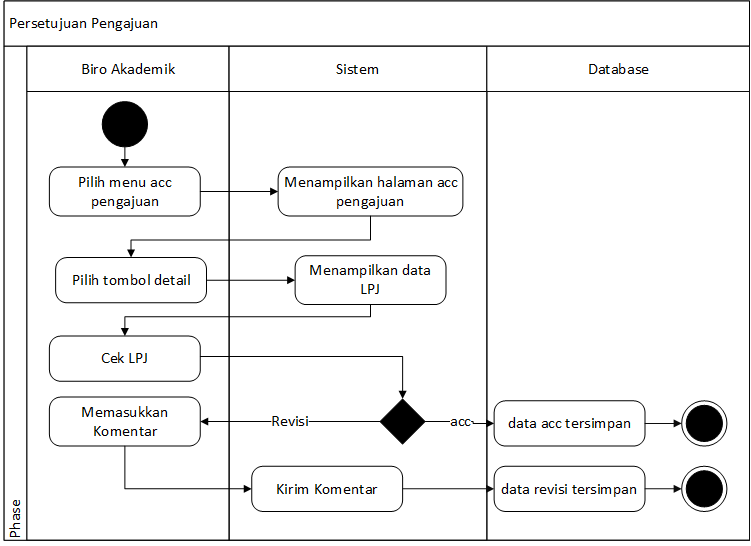 Persetujuan Pengajuan
Biro Akademik
Sistem
Database
Pilih menu acc
pengajuan
Menampilkan halaman acc
pengajuan
Pilih tombol detail
Menampilkan data
LPJ
Cek LPJ
Memasukkan
Komentar
Revisi
acc
data acc tersimpan
Kirim Komentar
data revisi tersimpan
Phase